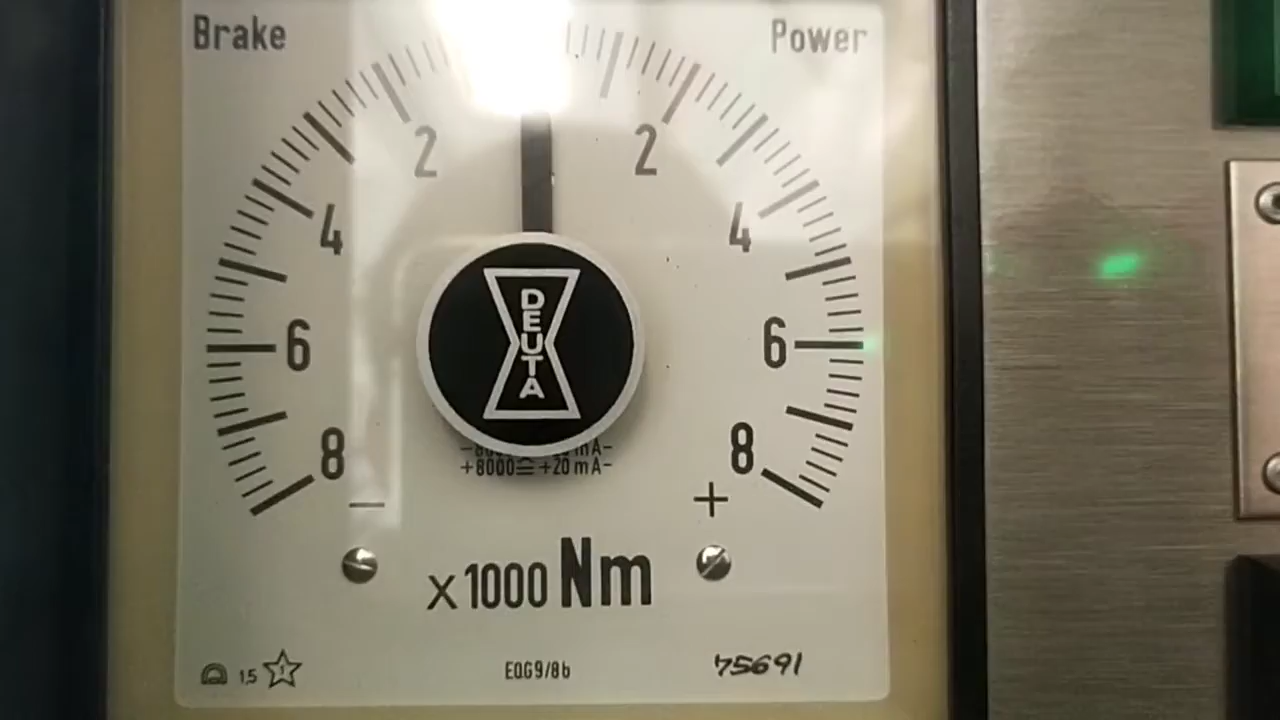 Brake Power
2 2
4 4
6 6
8 8
DEUTA
+8000≙+20 mA-
− +
x1000 Nm
1,5 1
EQG9/8b
75691